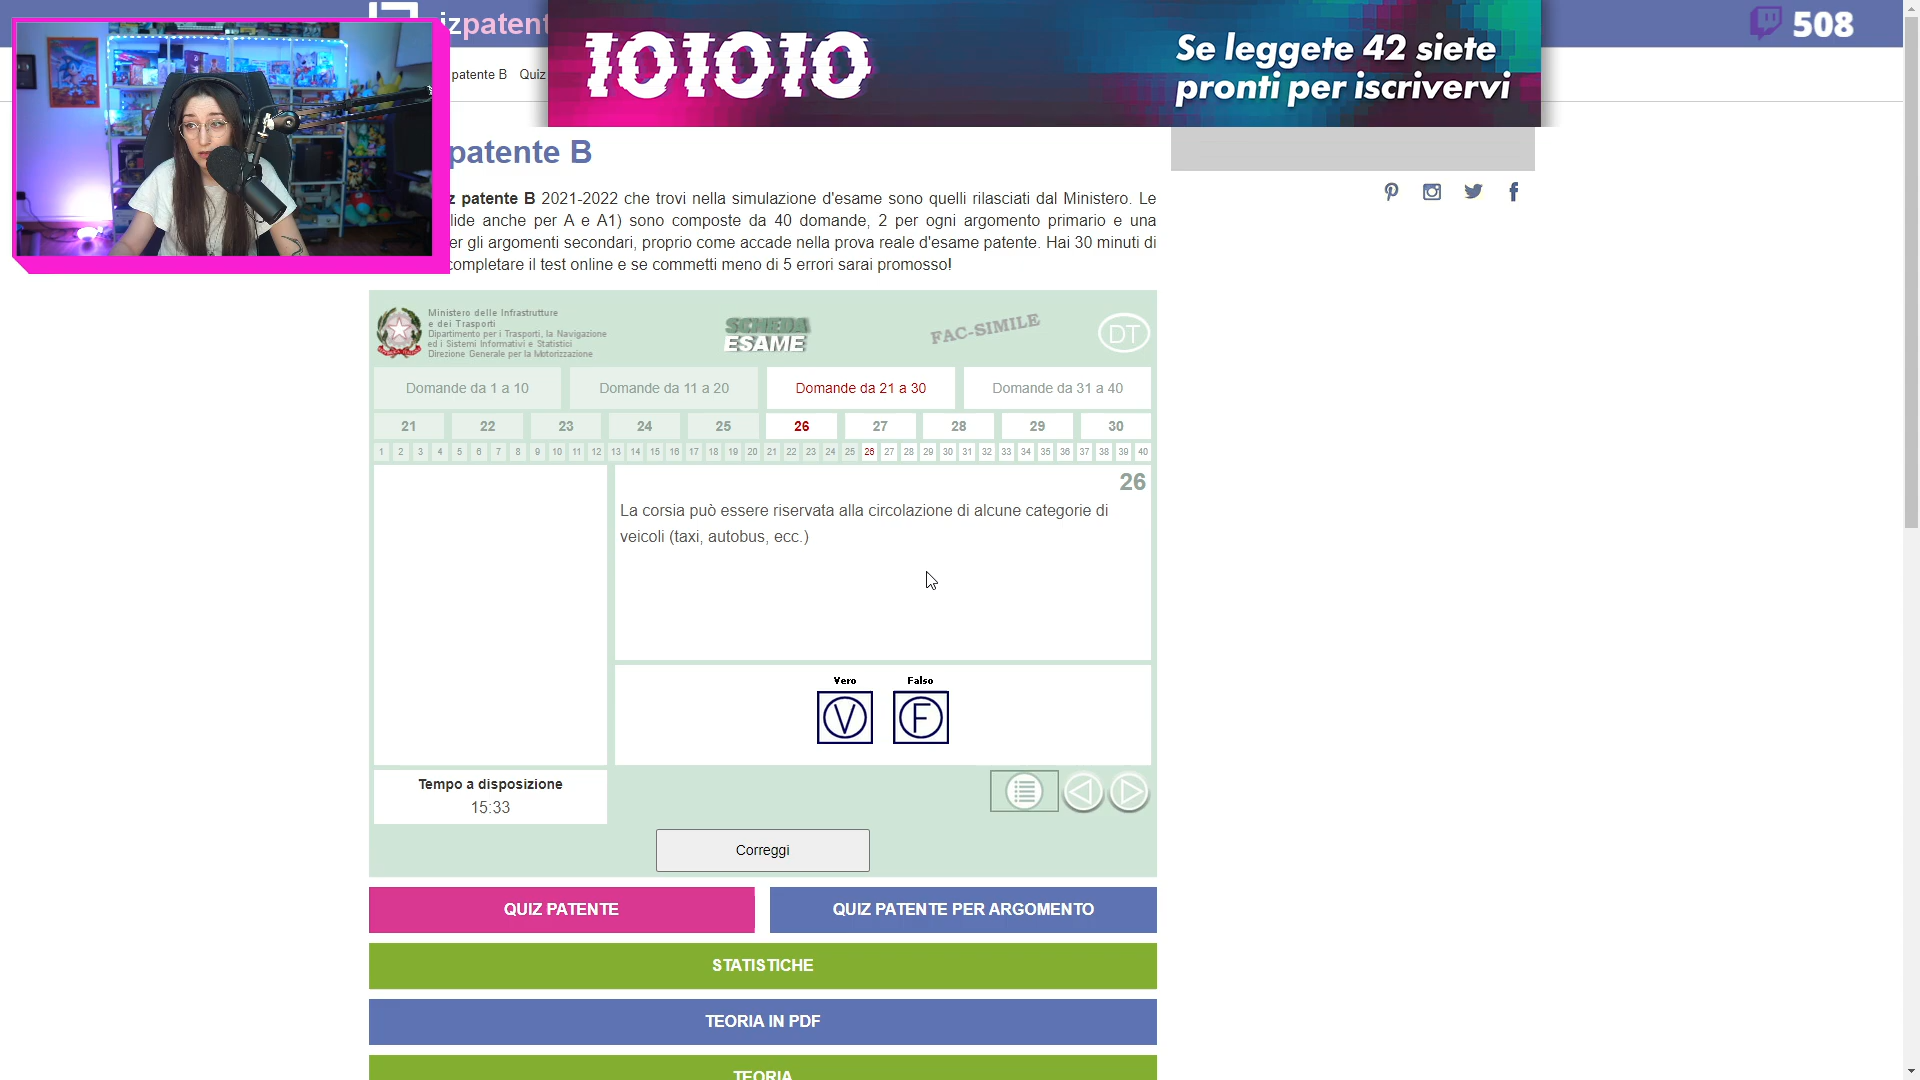 izpatent
101010
Se leggete 42 siete
pronti per iscrivervi
508
patente B Quiz
patente B
z patente B 2021-2022 che trovi nella simulazione d'esame sono quelli rilasciati dal Ministero. Le
lide anche per A e A1) sono composte da 40 domande, 2 per ogni argomento primario e una
er gli argomenti secondari, proprio come accade nella prova reale d'esame patente. Hai 30 minuti di
completare il test online e se commetti meno di 5 errori sarai promosso!
Ministero delle Infrastrutture
e dei Trasporti
Dipartimento per i Trasporti, la Navigazione
ed i Sistemi Informativi e Statistici
Direzione Generale per la Motorizzazione
SCHEDA
ESAME
FAC-SIMILE
DT
Domande da 1 a 10 Domande da 11 a 20 Domande da 21 a 30 Domande da 31 a 40
21 22 23 24 25 26 27 28 29 30
1 2 3 4 5 6 7 8 9 10 11 12 13 14 15 16 17 18 19 20 21 22 23 24 25 26 27 28 29 30 31 32 33 34 35 36 37 38 39 40
26
La corsia può essere riservata alla circolazione di alcune categorie di
veicoli (taxi, autobus, ecc.)
Vero Falso
V F
Tempo a disposizione
15:33
Correggi
QUIZ PATENTE QUIZ PATENTE PER ARGOMENTO
STATISTICHE
TEORIA IN PDF
TEORIA